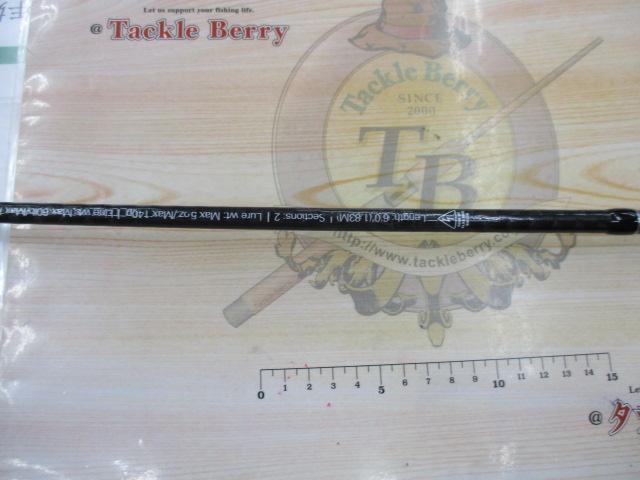 Let us support your fishing life.
@ Tackle Berry
Tackle Berry
SINCE
2000
TB
Length: 6'0"(1.83M) | Sections: 2 | Lure wt: Max 5oz/Max 140g | Line wt: Max
http://www.tackleberry.co
0 1 2 3 4 5 6 7 8 9 10 11 12 13 14 15
Le
@ タ